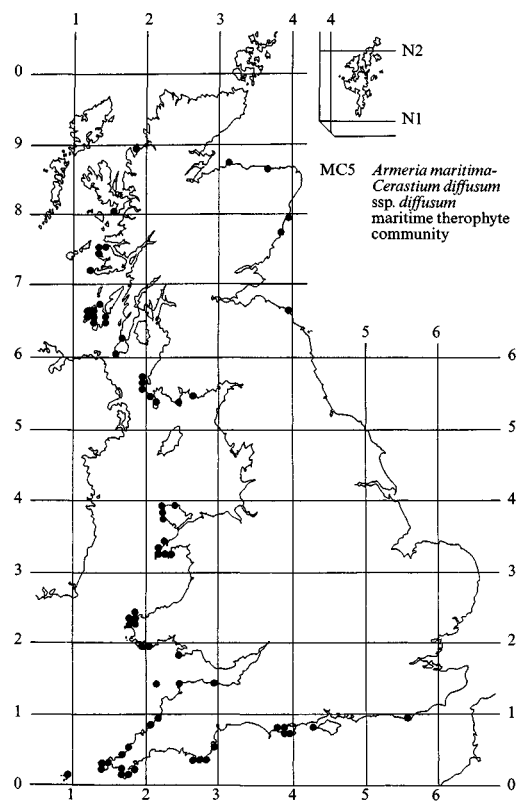 1 2 3 4 4
N2
0
N1
9
MC5 Armeria maritima-
Cerastium diffusum
ssp. diffusum
maritime therophyte
community
8
7
5 6
6 6
5 5
4 4
3 3
2 2
1 1
0 0
1 2 3 4 5 6